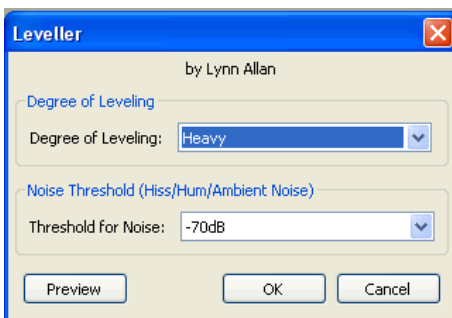 Leveller
by Lynn Allan
Degree of Leveling
Degree of Leveling: Heavy
Noise Threshold (Hiss/Hum/Ambient Noise)
Threshold for Noise: -70dB
Preview OK Cancel